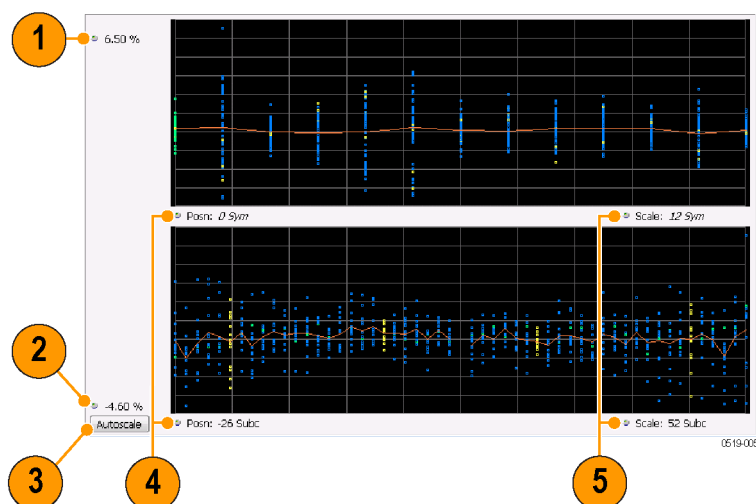 1
6.50 %
Posn: 0 Sym
Scale: 12 Sym
2
-4.60 %
Autoscale
Posn: -26 Subc
Scale: 52 Subc
0519-005
3
4
5